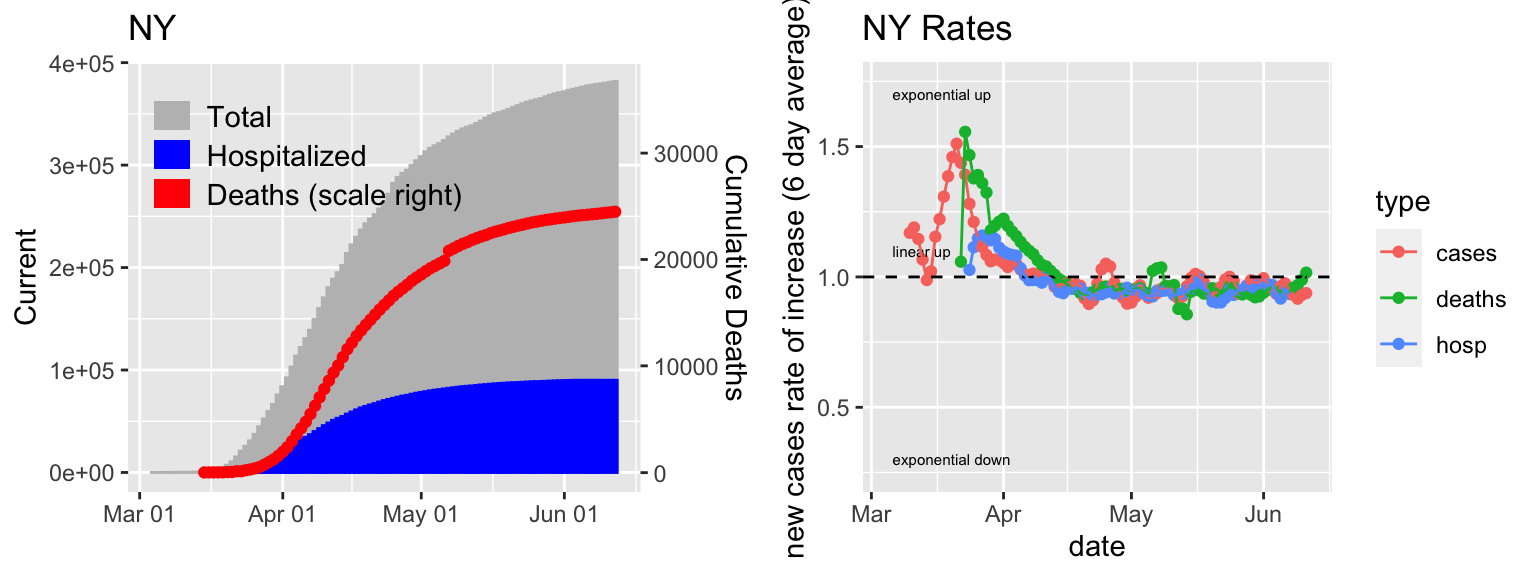 NY
4e+05
3e+05
2e+05
1e+05
0e+00
Current
Total
Hospitalized
Deaths (scale right)
30000
20000
10000
0
Cumulative Deaths
Mar 01
Apr 01
May 01
Jun 01
NY Rates
new cases rate of increase (6 day average)
1.5
1.0
0.5
exponential up
linear up
exponential down
Mar
Apr
May
Jun
date
type
cases
deaths
hosp